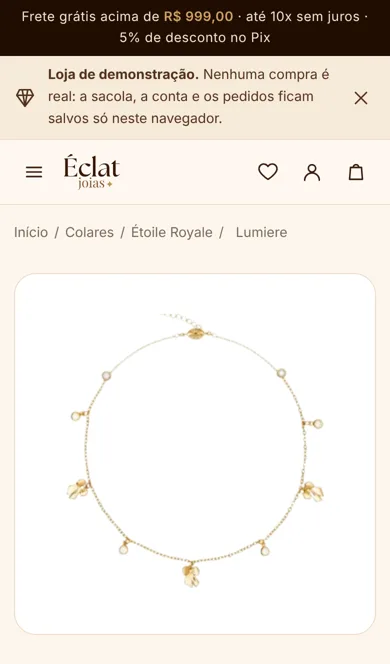 Frete grátis acima de R$ 999,00 · até 10x sem juros ·
5% de desconto no Pix
Loja de demonstração. Nenhuma compra é
real: a sacola, a conta e os pedidos ficam
salvos só neste navegador.
Éclat
joias
Início / Colares / Étoile Royale / Lumiere